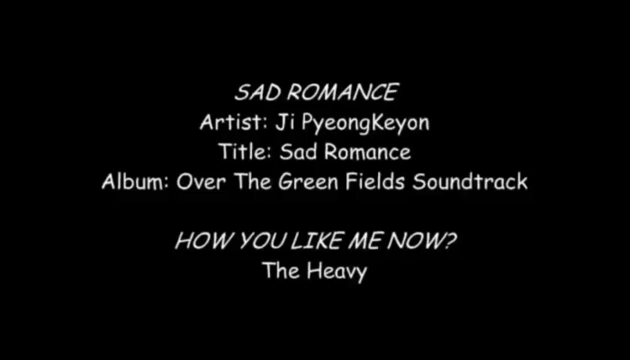 SAD ROMANCE
Artist: Ji PyeongKeyon
Title: Sad Romance
Album: Over The Green Fields Soundtrack
HOW YOU LIKE ME NOW?
The Heavy